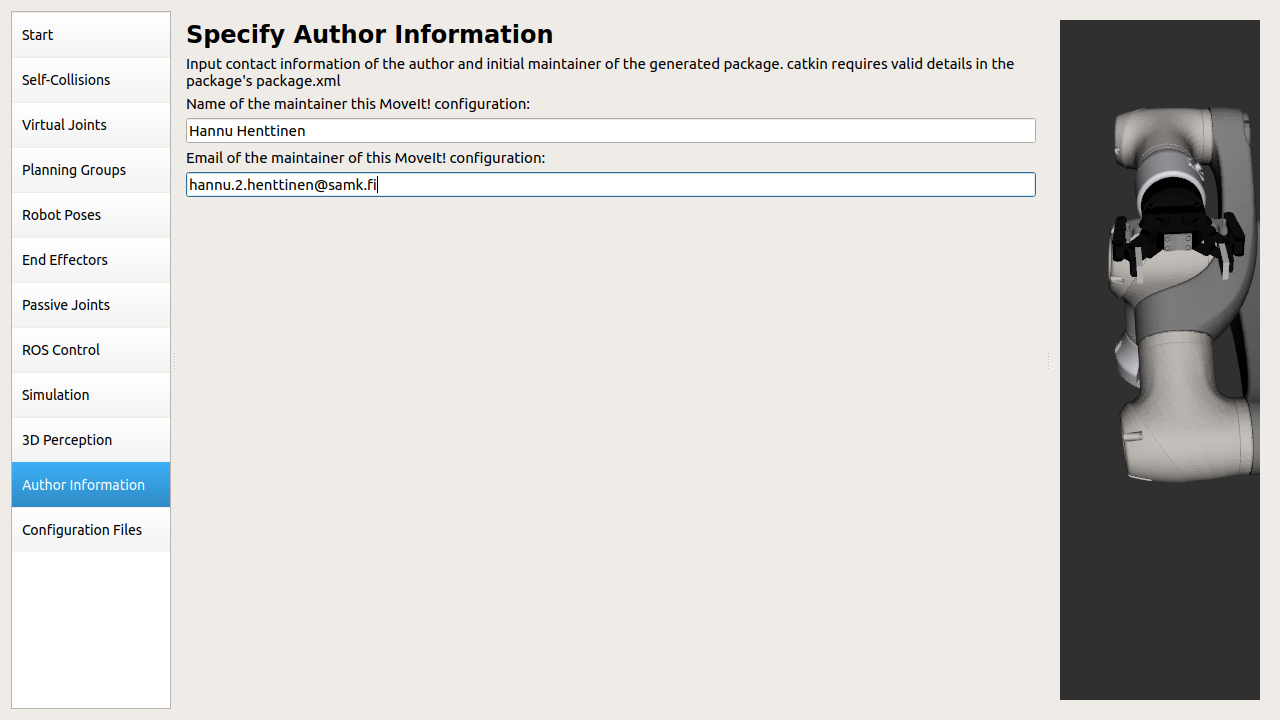 Start
Self-Collisions
Virtual Joints
Planning Groups
Robot Poses
End Effectors
Passive Joints
ROS Control
Simulation
3D Perception
Author Information
Configuration Files
Specify Author Information
Input contact information of the author and initial maintainer of the generated package. catkin requires valid details in the
package's package.xml
Name of the maintainer this MoveIt! configuration:
Hannu Henttinen
Email of the maintainer of this MoveIt! configuration:
hannu.2.henttinen@samk.fi